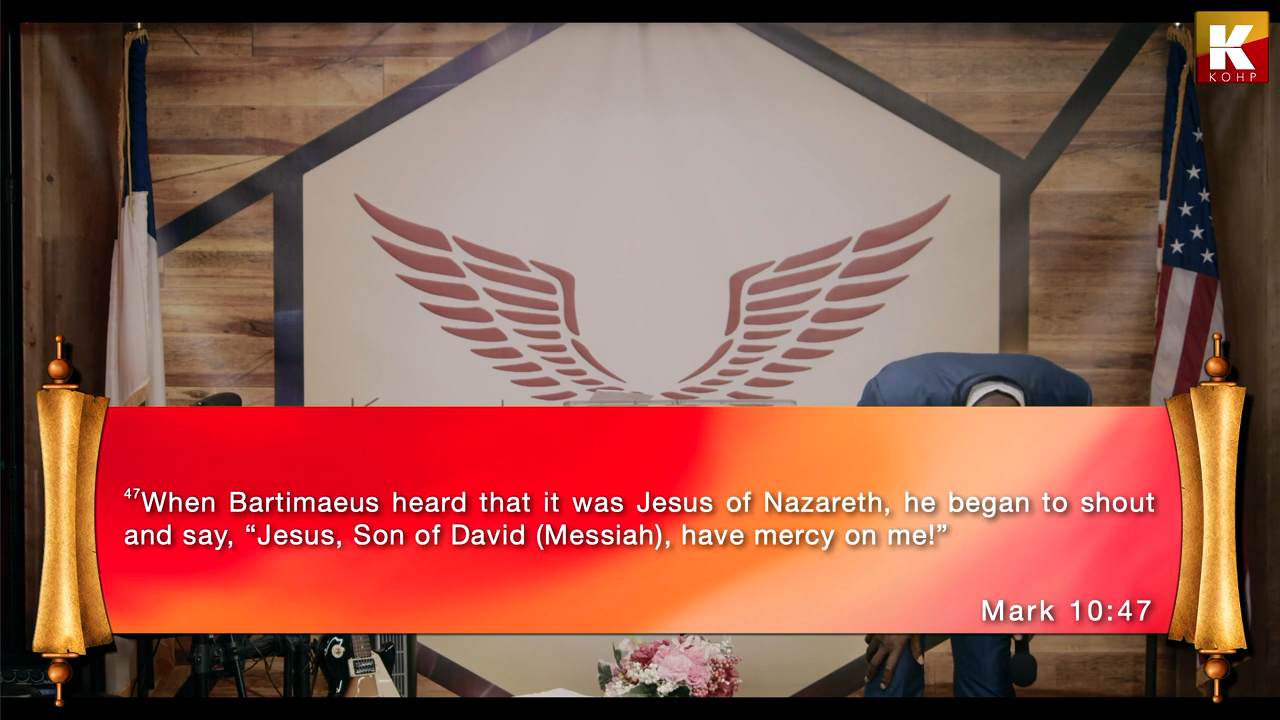 K
KOHP
⁴⁷When Bartimaeus heard that it was Jesus of Nazareth, he began to shout
and say, “Jesus, Son of David (Messiah), have mercy on me!”
Mark 10:47